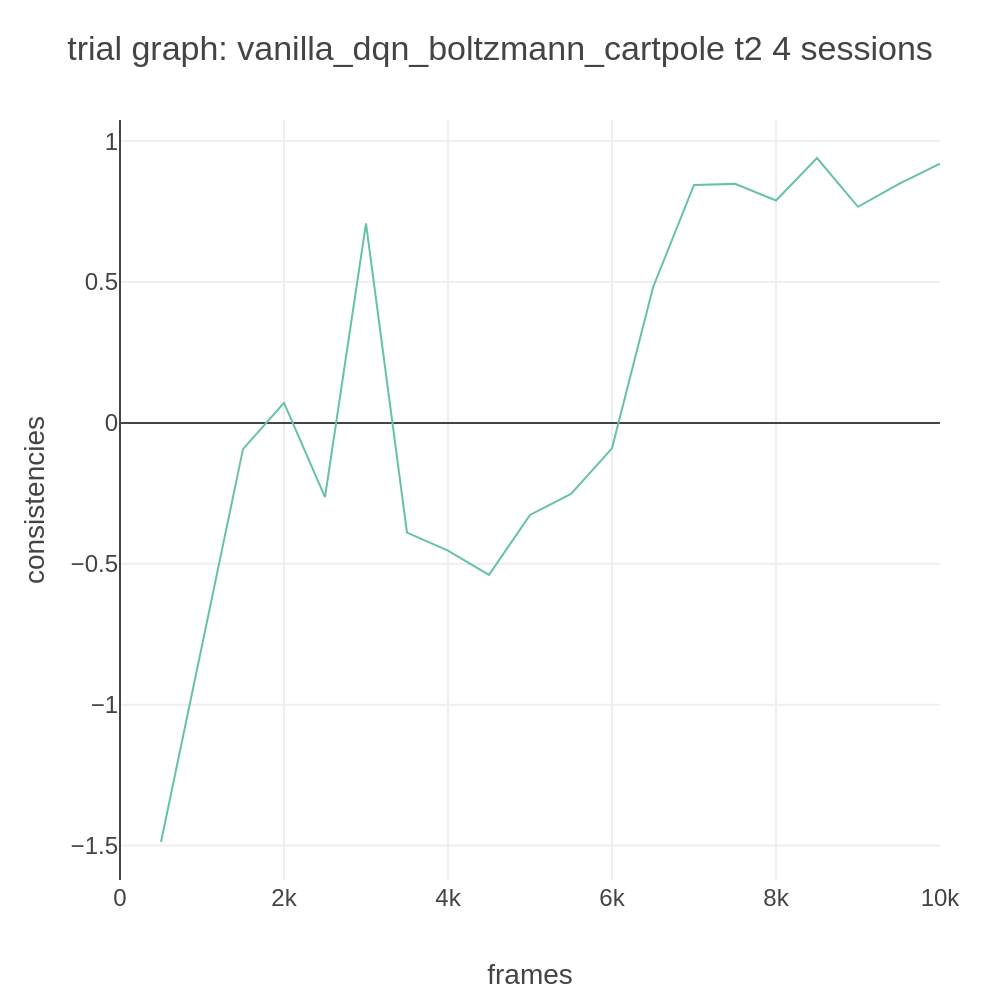 trial graph: vanilla_dqn_boltzmann_cartpole t2 4 sessions
1
0.5
0
−0.5
−1
−1.5
consistencies
0 2k 4k 6k 8k 10k
frames